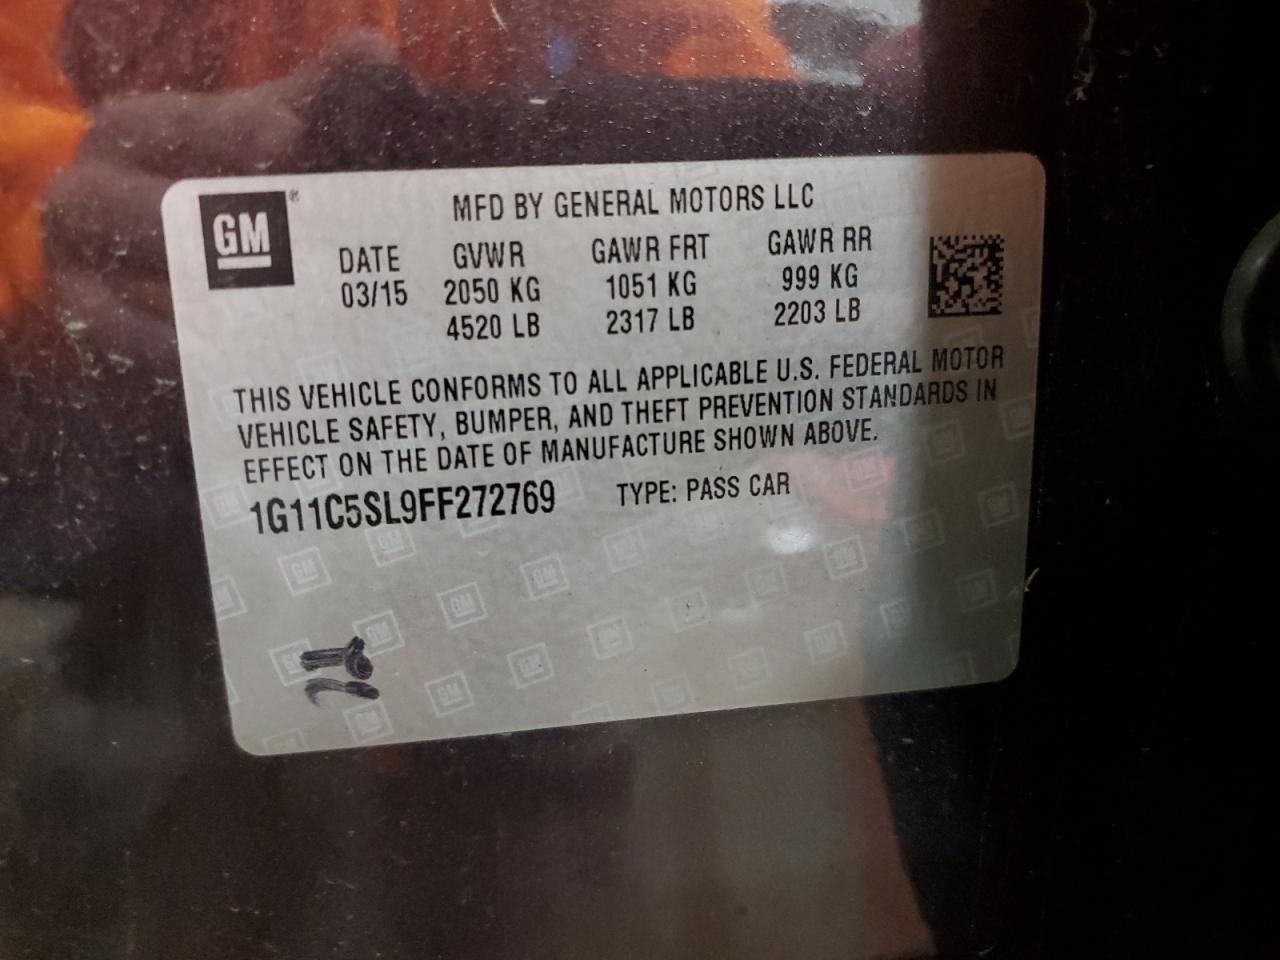 GM®
MFD BY GENERAL MOTORS LLC
DATE GVWR GAWR FRT GAWR RR
03/15 2050 KG 1051 KG 999 KG
4520 LB 2317 LB 2203 LB
THIS VEHICLE CONFORMS TO ALL APPLICABLE U.S. FEDERAL MOTOR
VEHICLE SAFETY, BUMPER, AND THEFT PREVENTION STANDARDS IN
EFFECT ON THE DATE OF MANUFACTURE SHOWN ABOVE.
1G11C5SL9FF272769 TYPE: PASS CAR